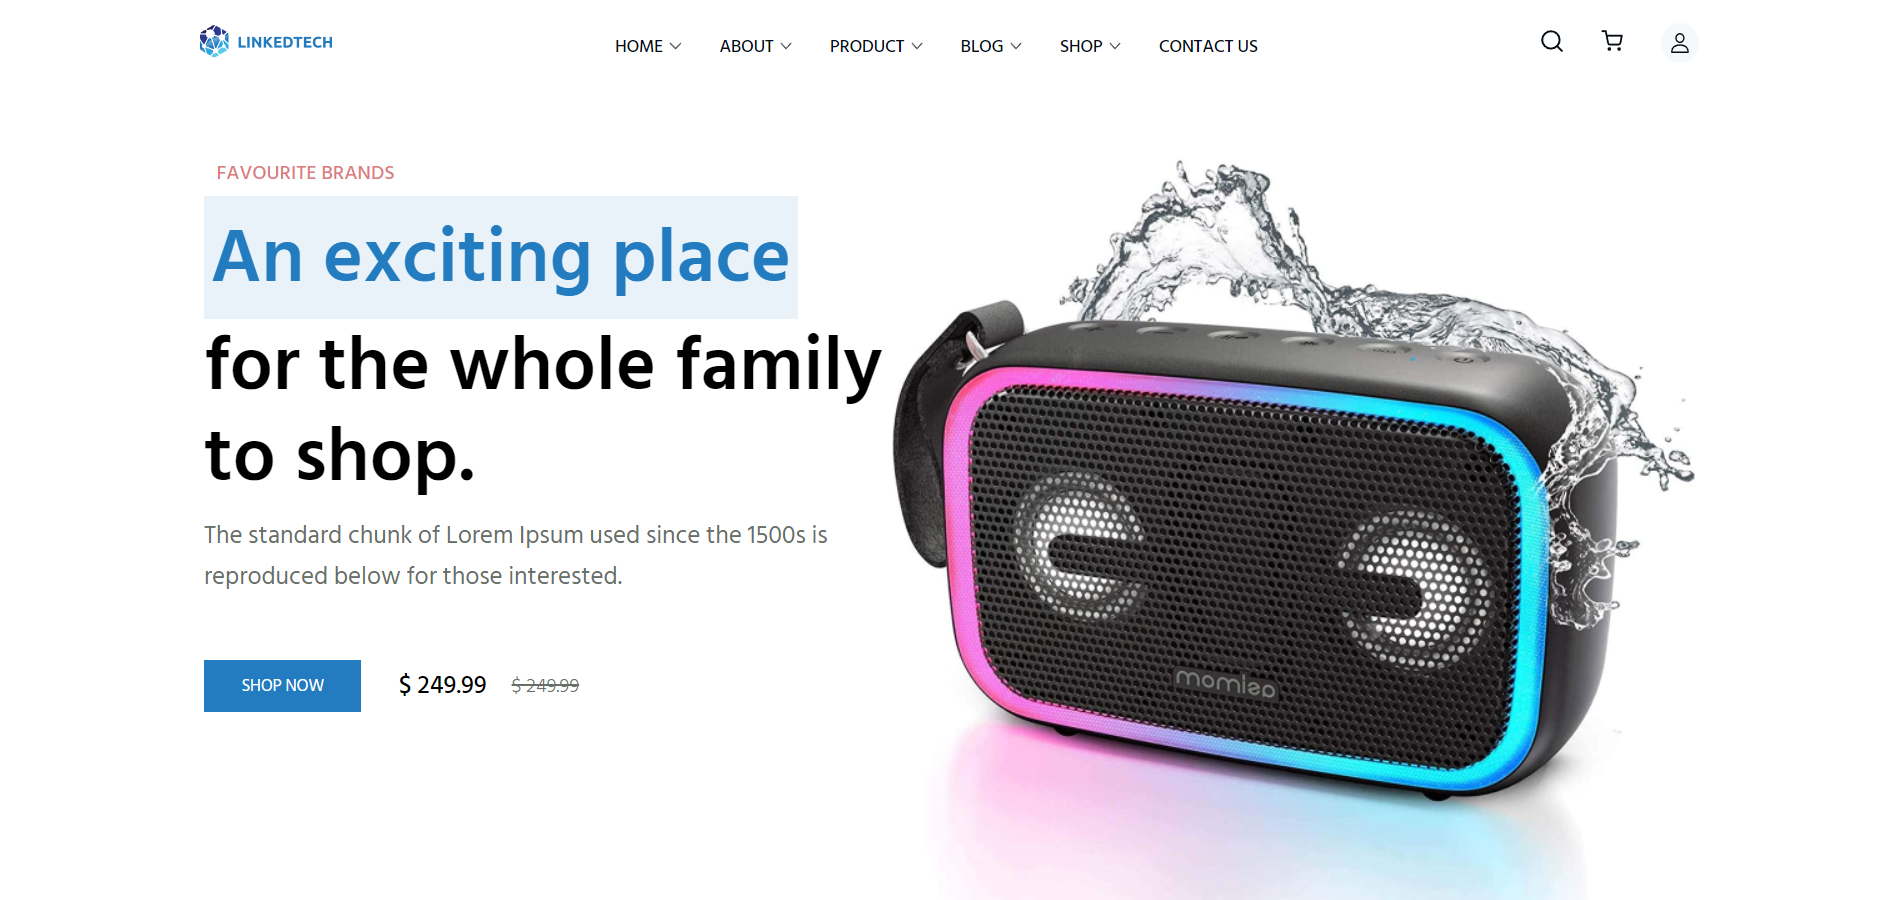 LINKEDTECH
HOME ABOUT PRODUCT BLOG SHOP CONTACT US
FAVOURITE BRANDS
An exciting place
for the whole family
to shop.
The standard chunk of Lorem Ipsum used since the 1500s is
reproduced below for those interested.
SHOP NOW $ 249.99 $ 249.99